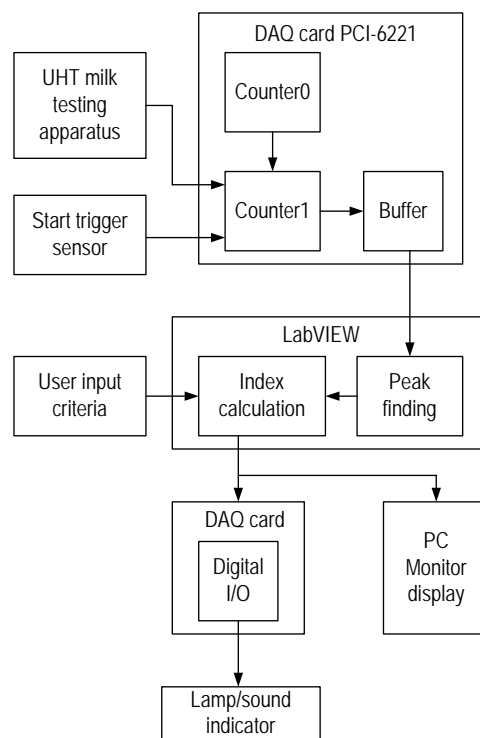 DAQ card PCI-6221
UHT milk
testing
apparatus
Counter0
Start trigger
sensor
Counter1
Buffer
LabVIEW
User input
criteria
Index
calculation
Peak
finding
DAQ card
Digital
I/O
PC
Monitor
display
Lamp/sound
indicator